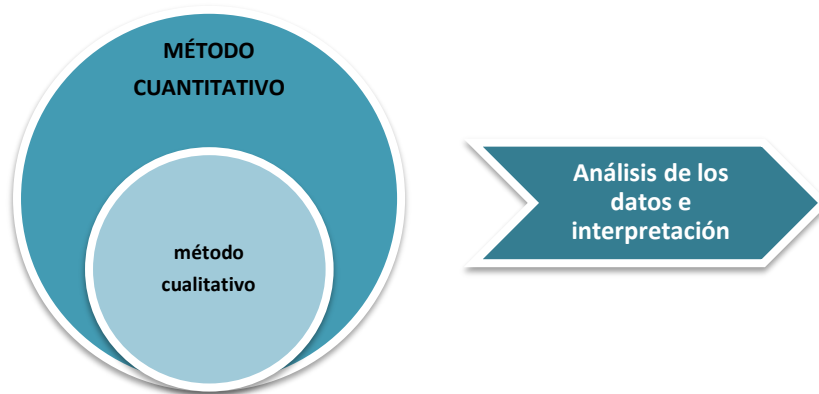 MÉTODO
CUANTITATIVO
método
cualitativo
Análisis de los
datos e
interpretación